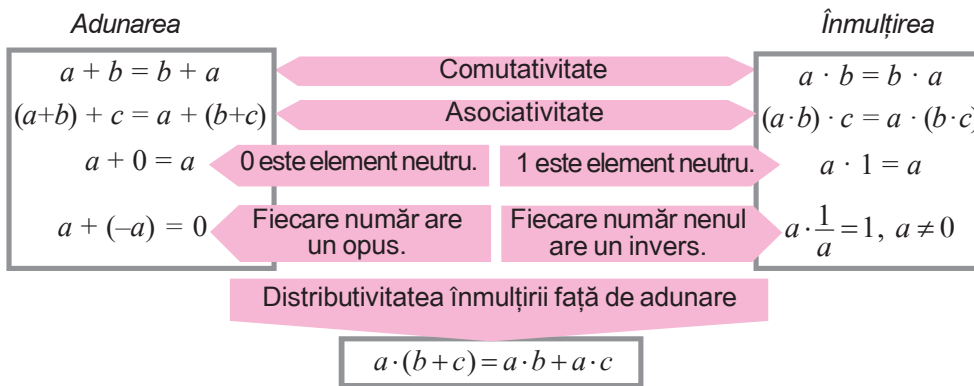 Adunarea
Înmulțirea
a + b = b + a
Comutativitate
a · b = b · a
(a+b) + c = a + (b+c)
Asociativitate
(a·b) · c = a · (b·c)
a + 0 = a
0 este element neutru.
1 este element neutru.
a · 1 = a
a + (–a) = 0
Fiecare număr are
un opus.
Fiecare număr nenul
are un invers.
a · 1/a = 1, a ≠ 0
Distributivitatea înmulțirii față de adunare
a · (b + c) = a · b + a · c